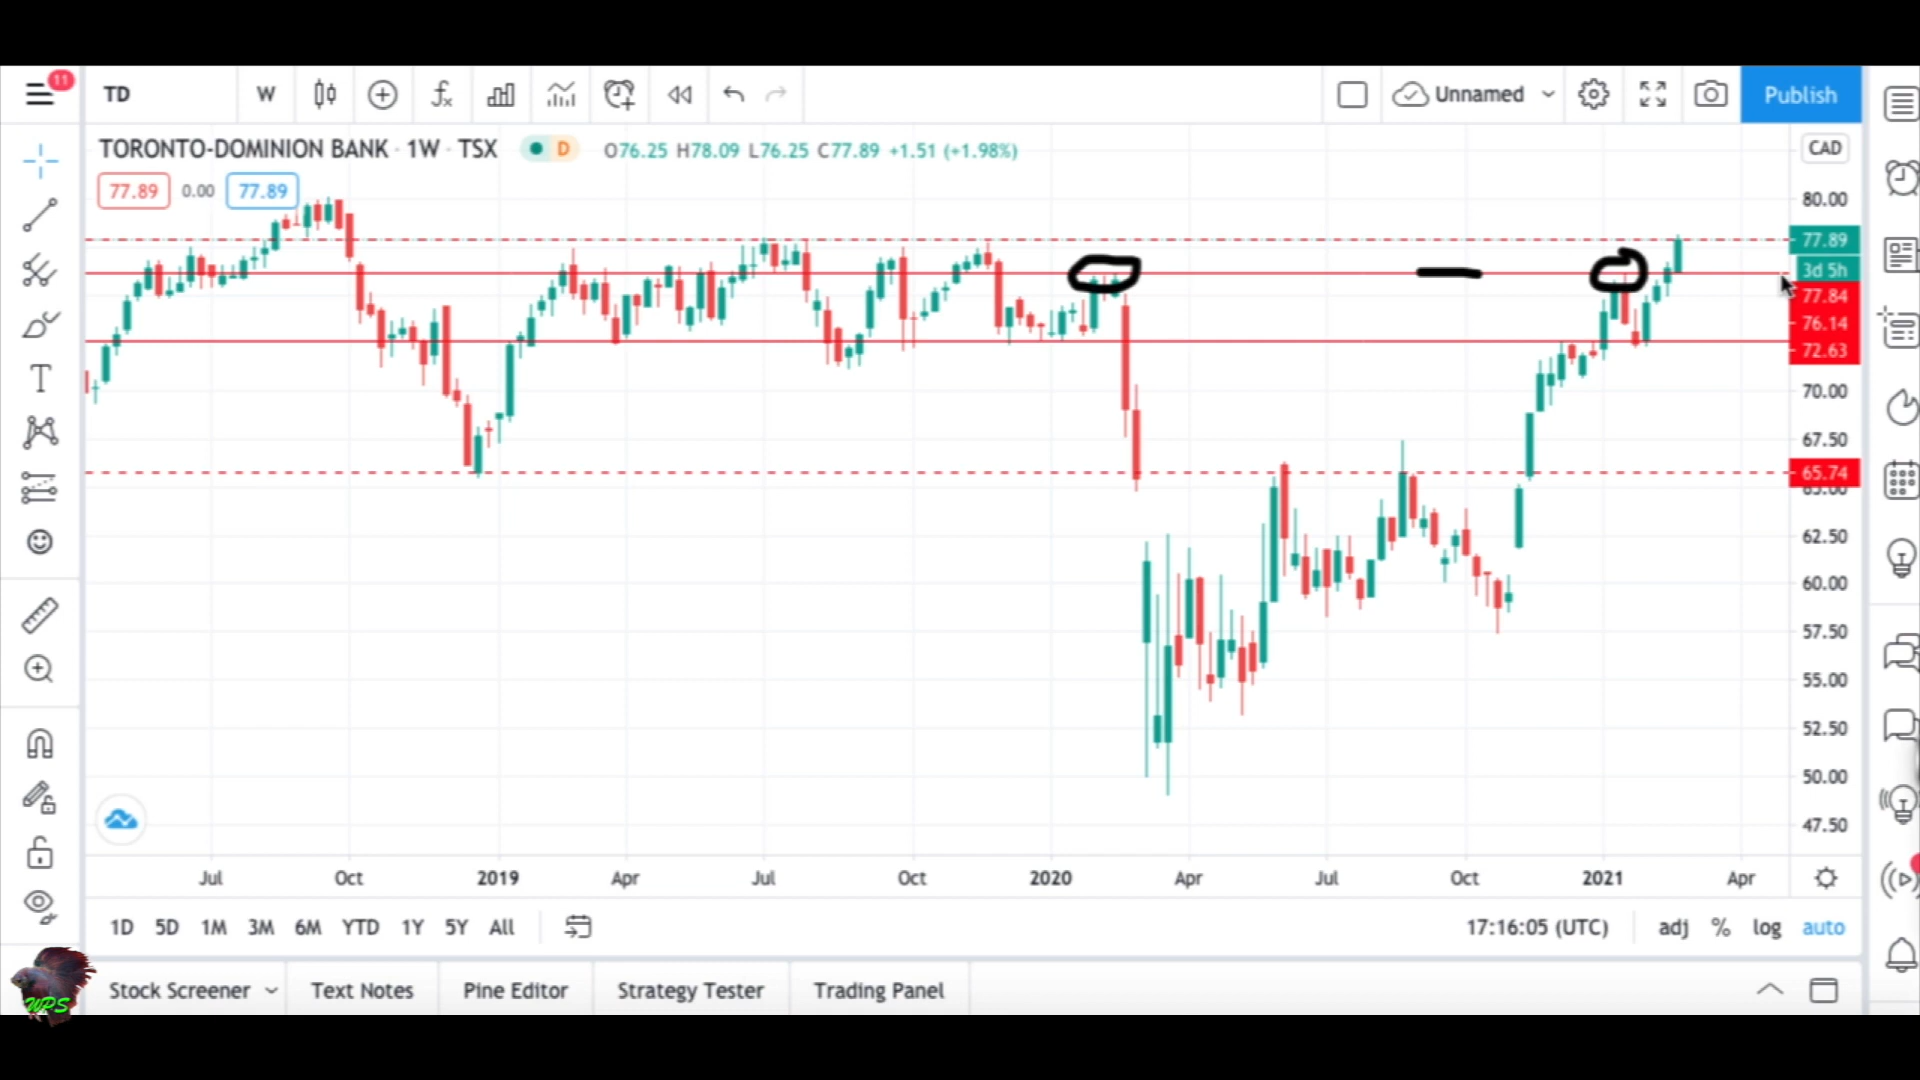 11
TD W Unnamed Publish
TORONTO-DOMINION BANK · 1W · TSX D O76.25 H78.09 L76.25 C77.89 +1.51 (+1.98%) CAD
77.89 0.00 77.89
80.00
77.89
3d 5h
77.84
76.14
72.63
70.00
67.50
65.74
65.00
62.50
60.00
57.50
55.00
52.50
50.00
47.50
Jul Oct 2019 Apr Jul Oct 2020 Apr Jul Oct 2021 Apr
1D 5D 1M 3M 6M YTD 1Y 5Y All 17:16:05 (UTC) adj % log auto
WPS
Stock Screener Text Notes Pine Editor Strategy Tester Trading Panel